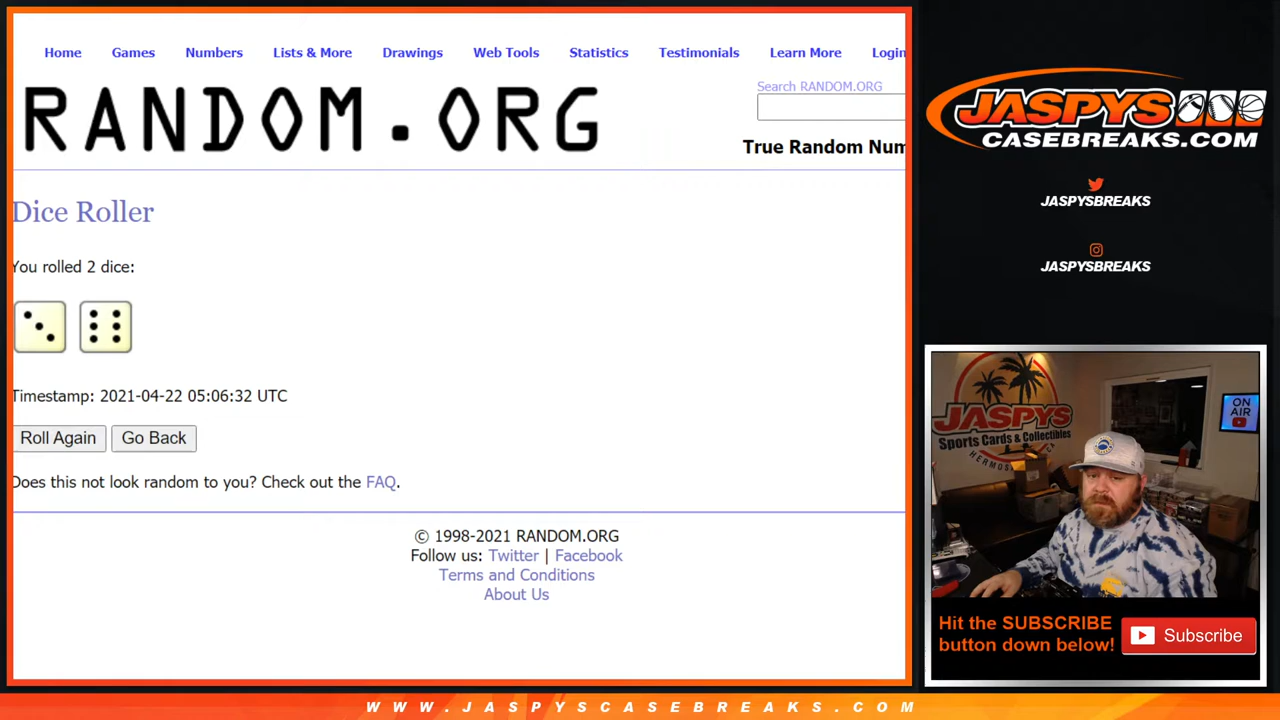 Home Games Numbers Lists & More Drawings Web Tools Statistics Testimonials Learn More Login
RANDOM.ORG
Search RANDOM.ORG
True Random Num
Dice Roller
You rolled 2 dice:
Timestamp: 2021-04-22 05:06:32 UTC
Roll Again Go Back
Does this not look random to you? Check out the FAQ.
© 1998-2021 RANDOM.ORG
Follow us: Twitter | Facebook
Terms and Conditions
About Us
JASPYS
CASEBREAKS.COM
JASPYSBREAKS
JASPYSBREAKS
JASPYS
Sports Cards & Collectibles
ON
AIR
Hit the SUBSCRIBE
button down below!
Subscribe
WWW.JASPYSCASEBREAKS.COM